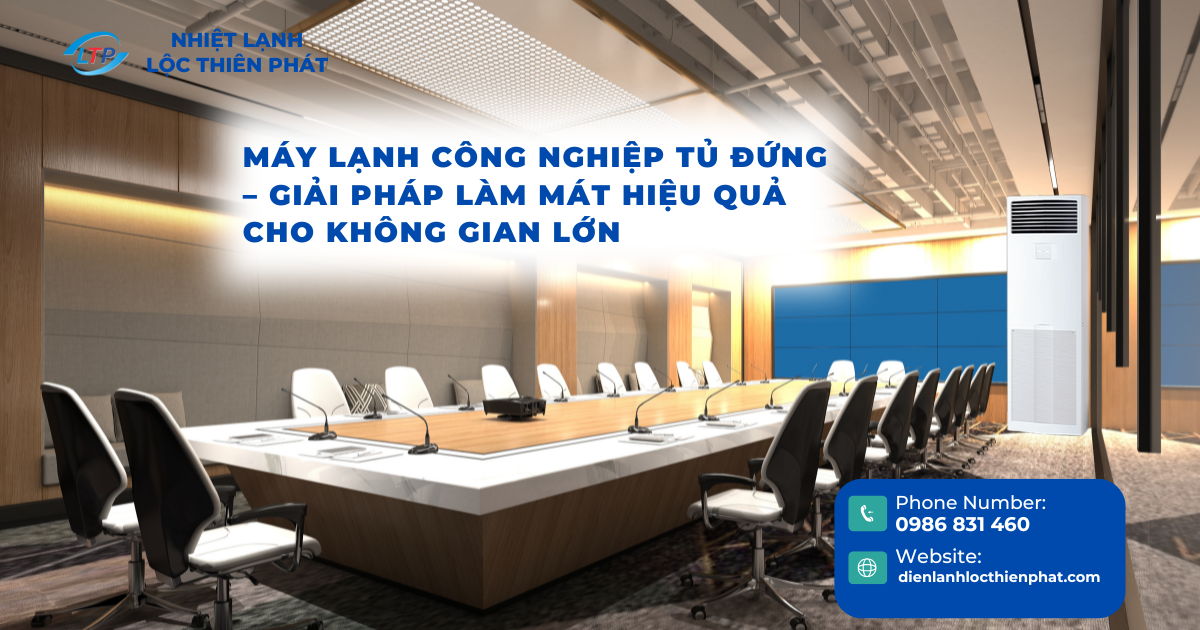 LTP
NHIỆT LẠNH
LỘC THIÊN PHÁT
MÁY LẠNH CÔNG NGHIỆP TỦ ĐỨNG
– GIẢI PHÁP LÀM MÁT HIỆU QUẢ
CHO KHÔNG GIAN LỚN
Phone Number:
0986 831 460
Website:
dienlanhlocthienphat.com